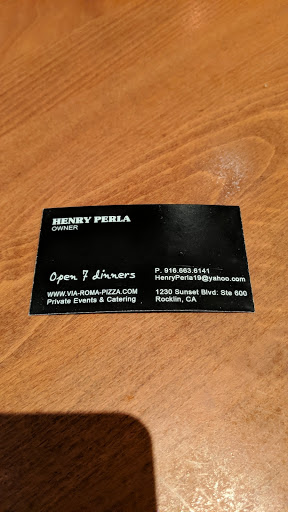 HENRY PERLA
OWNER
Open 7 dinners
WWW.VIA-ROMA-PIZZA.COM
Private Events & Catering
P. 916.663.6141
HenryPerla19@yahoo.com
1230 Sunset Blvd. Ste 600
Rocklin, CA